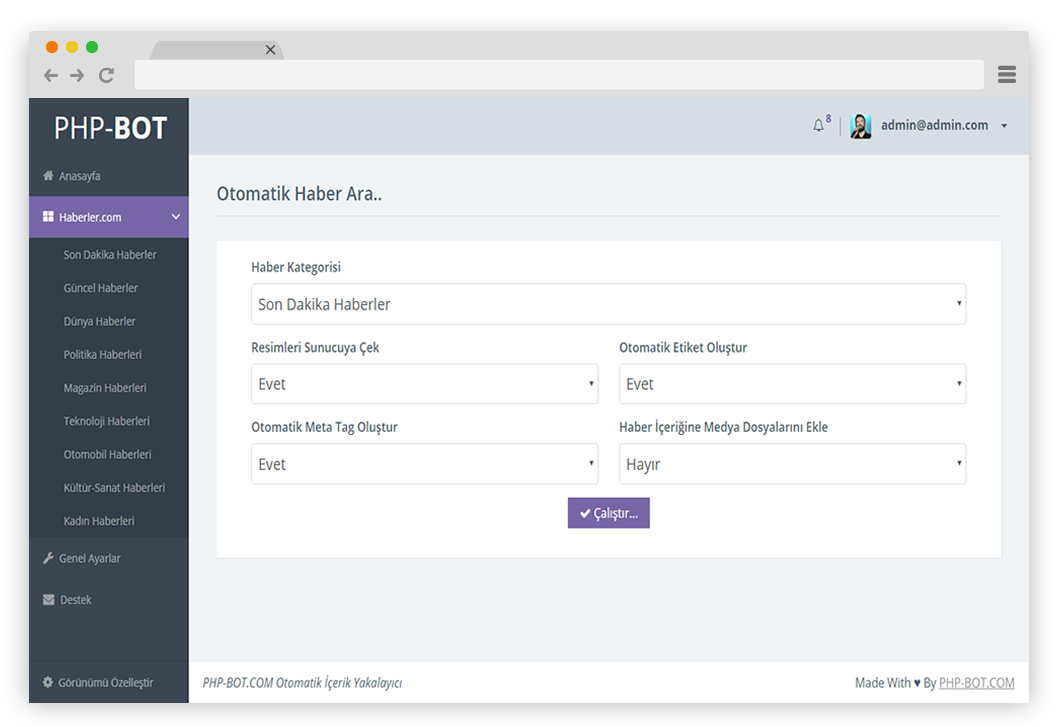 PHP-BOT
8
admin@admin.com
Anasayfa
Haberler.com
Son Dakika Haberler
Güncel Haberler
Dünya Haberler
Politika Haberleri
Magazin Haberleri
Teknoloji Haberleri
Otomobil Haberleri
Kültür-Sanat Haberleri
Kadın Haberleri
Genel Ayarlar
Destek
Görünümü Özelleştir
Otomatik Haber Ara..
Haber Kategorisi
Son Dakika Haberler
Resimleri Sunucuya Çek
Otomatik Etiket Oluştur
Evet
Evet
Otomatik Meta Tag Oluştur
Haber İçeriğine Medya Dosyalarını Ekle
Evet
Hayır
Çalıştır...
PHP-BOT.COM Otomatik İçerik Yakalayıcı
Made With ♥ By PHP-BOT.COM